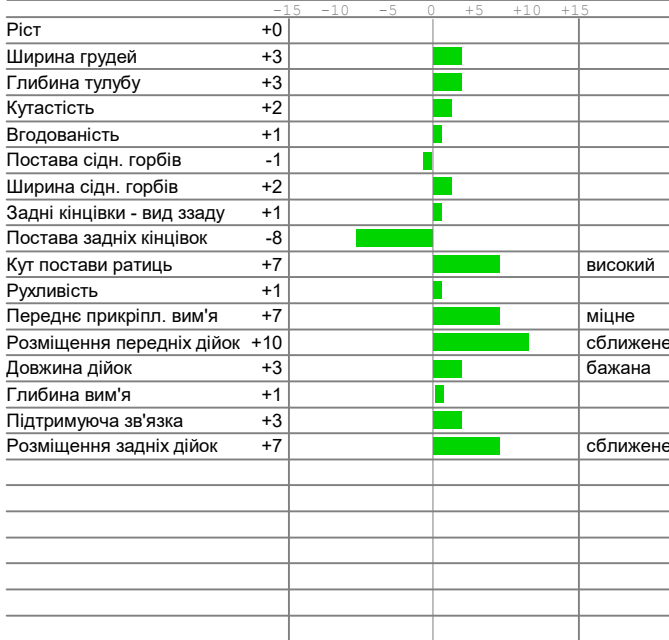 -15 -10 -5 0 +5 +10 +15
Ріст +0
Ширина грудей +3
Глибина тулубу +3
Кутастість +2
Вгодованість +1
Постава сідн. горбів -1
Ширина сідн. горбів +2
Задні кінцівки - вид ззаду +1
Постава задніх кінцівок -8
Кут постави ратиць +7 високий
Рухливість +1
Переднє прикріпл. вим'я +7 міцне
Розміщення передніх дійок +10 сближене
Довжина дійок +3 бажана
Глибина вим'я +1
Підтримуюча зв'язка +3
Розміщення задніх дійок +7 сближене